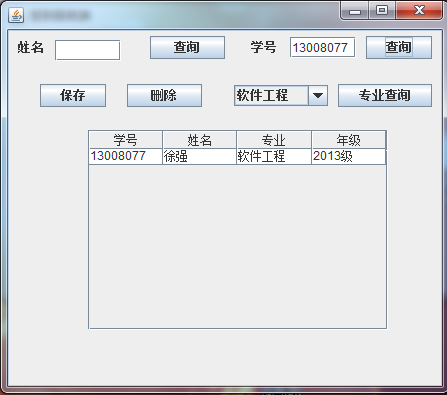 姓名 查询 学号 13008077 查询
保存 删除 软件工程 专业查询
学号 姓名 专业 年级
13008077 徐强 软件工程 2013级